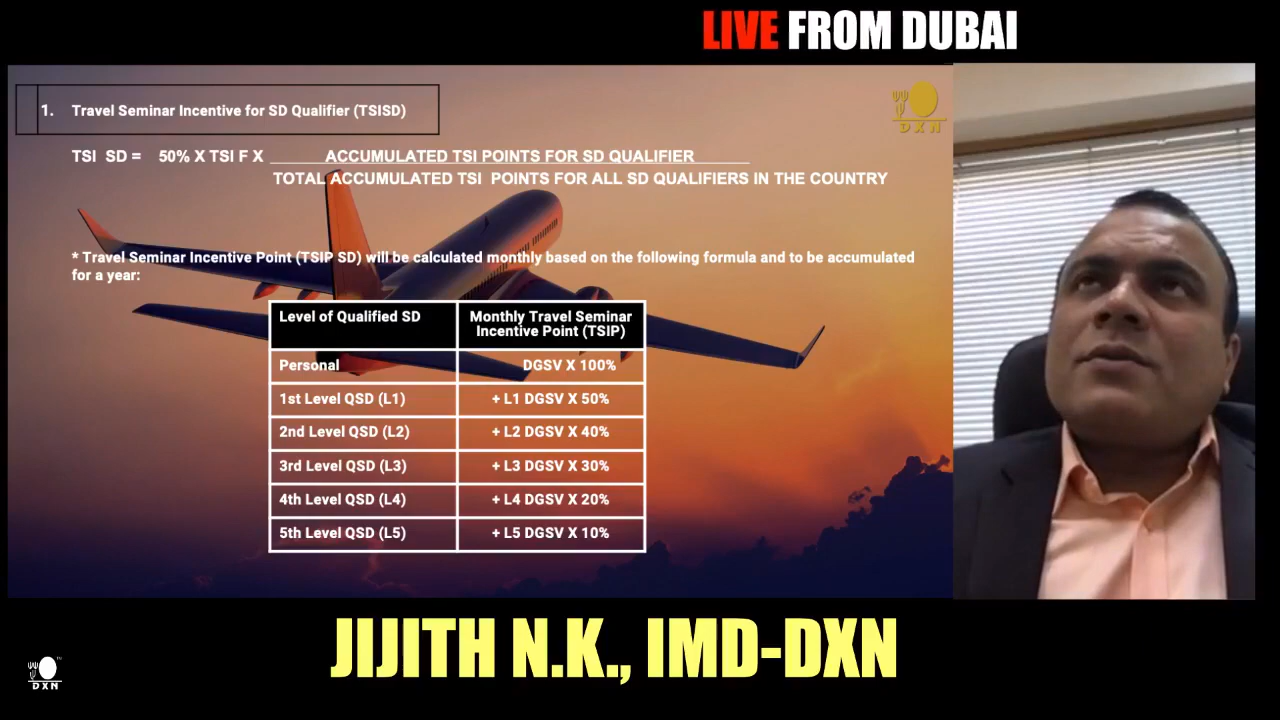 LIVE FROM DUBAI
1. Travel Seminar Incentive for SD Qualifier (TSISD)
DXN
TSI SD = 50% X TSI F X ACCUMULATED TSI POINTS FOR SD QUALIFIER
TOTAL ACCUMULATED TSI POINTS FOR ALL SD QUALIFIERS IN THE COUNTRY
* Travel Seminar Incentive Point (TSIP SD) will be calculated monthly based on the following formula and to be accumulated
for a year:
Level of Qualified SD
Monthly Travel Seminar
Incentive Point (TSIP)
Personal DGSV X 100%
1st Level QSD (L1) + L1 DGSV X 50%
2nd Level QSD (L2) + L2 DGSV X 40%
3rd Level QSD (L3) + L3 DGSV X 30%
4th Level QSD (L4) + L4 DGSV X 20%
5th Level QSD (L5) + L5 DGSV X 10%
JIJITH N.K., IMD-DXN
DXN